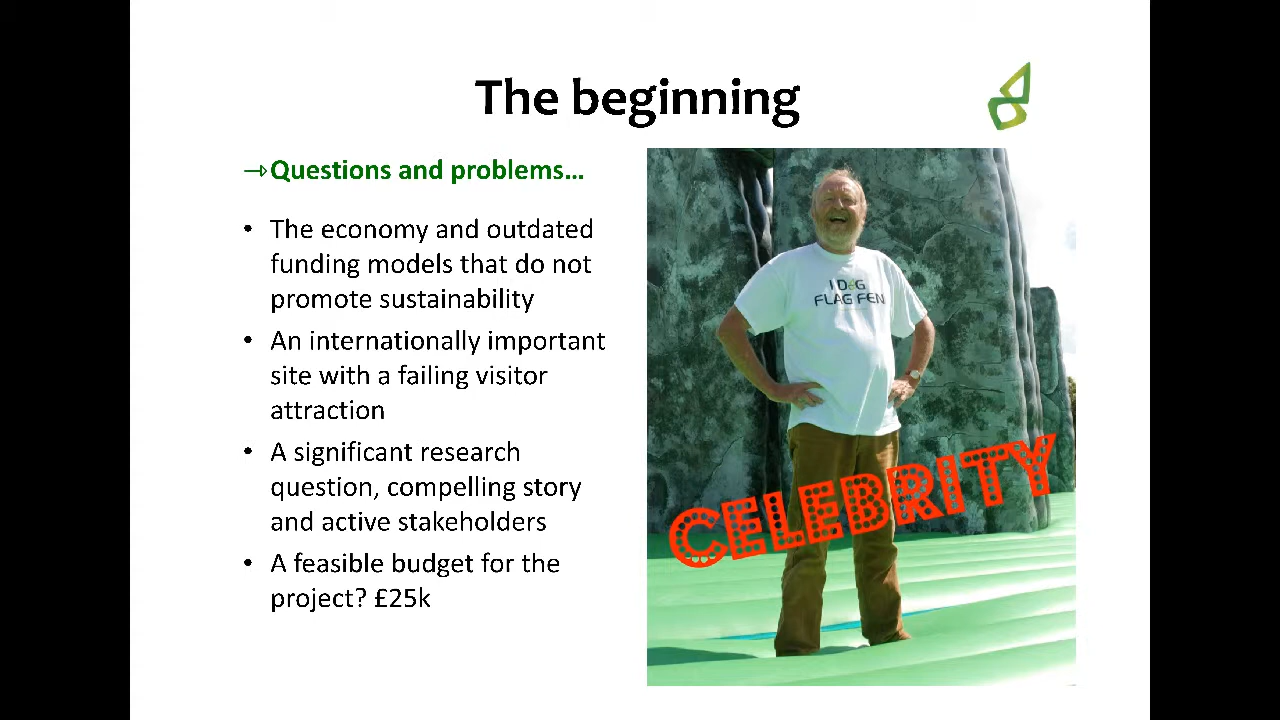 The beginning
→Questions and problems...
• The economy and outdated
funding models that do not
promote sustainability
• An internationally important
site with a failing visitor
attraction
• A significant research
question, compelling story
and active stakeholders
• A feasible budget for the
project? £25k
I DIG
FLAG FEN
CELEBRITY